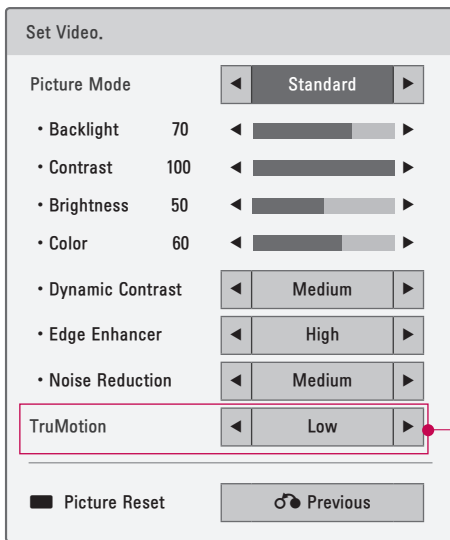 Set Video.
Picture Mode ◀ Standard ▶
• Backlight 70 ◀ ▶
• Contrast 100 ◀ ▶
• Brightness 50 ◀ ▶
• Color 60 ◀ ▶
• Dynamic Contrast ◀ Medium ▶
• Edge Enhancer ◀ High ▶
• Noise Reduction ◀ Medium ▶
TruMotion ◀ Low ▶
Picture Reset Previous